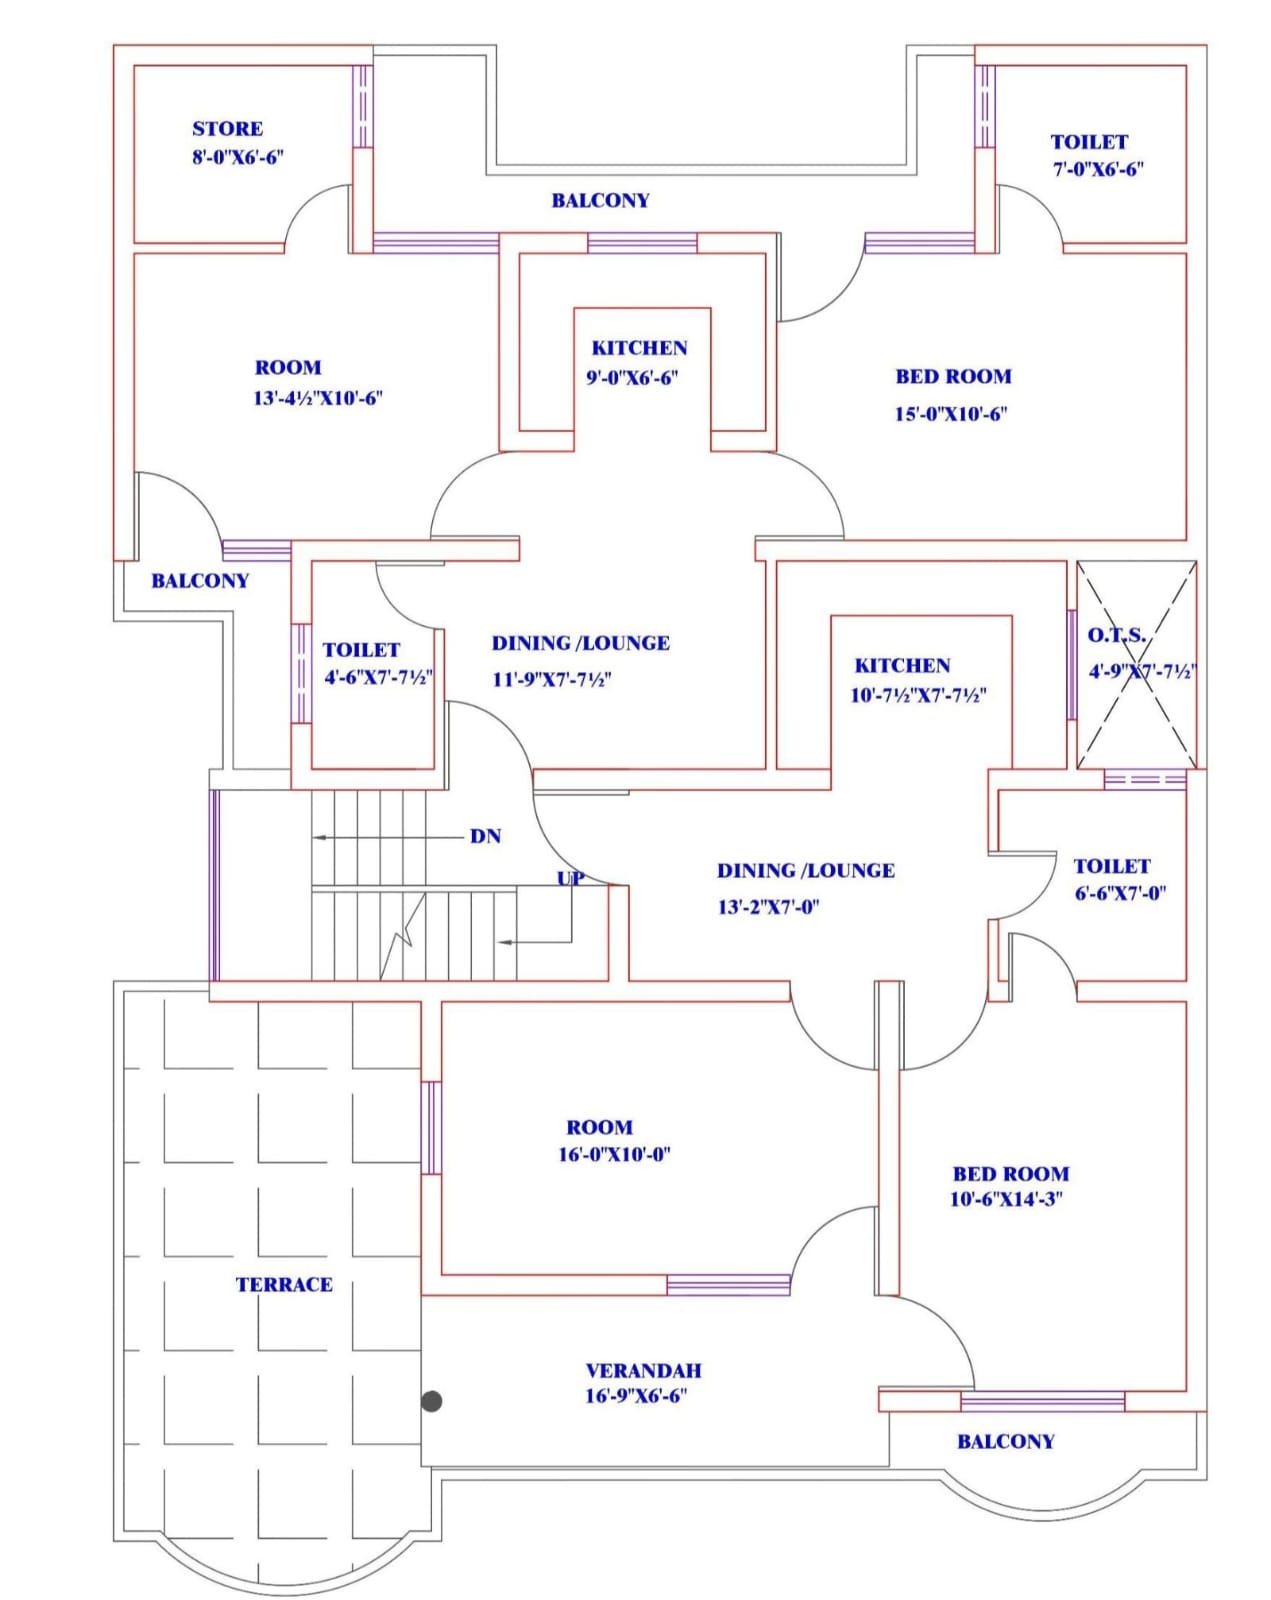 STORE
8'-0"X6'-6"
TOILET
7'-0"X6'-6"
BALCONY
ROOM
13'-4½"X10'-6"
KITCHEN
9'-0"X6'-6"
BED ROOM
15'-0"X10'-6"
BALCONY
TOILET
4'-6"X7'-7½"
DINING /LOUNGE
11'-9"X7'-7½"
KITCHEN
10'-7½"X7'-7½"
O.T.S.
4'-9"X7'-7½"
DN
UP
DINING /LOUNGE
13'-2"X7'-0"
TOILET
6'-6"X7'-0"
ROOM
16'-0"X10'-0"
BED ROOM
10'-6"X14'-3"
TERRACE
VERANDAH
16'-9"X6'-6"
BALCONY